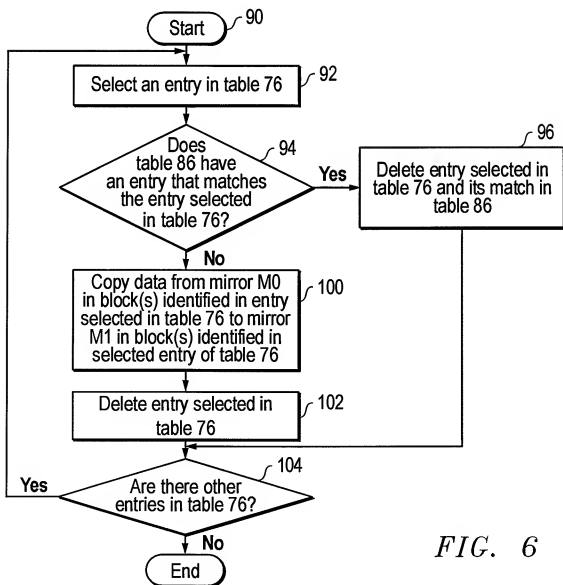 Start
90
Select an entry in table 76
92
Does
table 86 have
an entry that matches
the entry selected
in table 76?
94
Yes
96
Delete entry selected in
table 76 and its match in
table 86
No
Copy data from mirror M0
in block(s) identified in entry
selected in table 76 to mirror
M1 in block(s) identified in
selected entry of table 76
100
Delete entry selected in
table 76
102
104
Yes
Are there other
entries in table 76?
No
End
FIG. 6